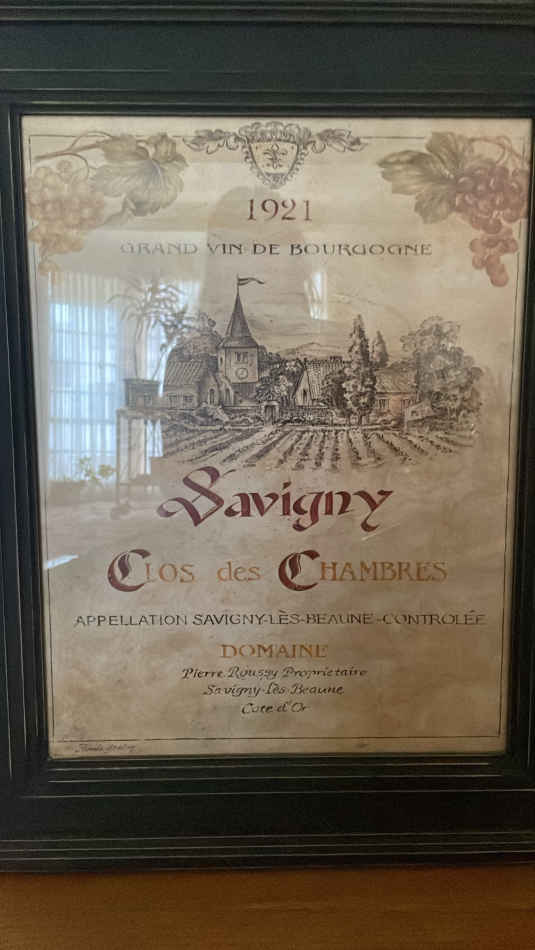 1921
GRAND VIN DE BOURGOGNE
Savigny
CLOS des CHAMBRES
APPELLATION SAVIGNY-LÈS-BEAUNE-CONTROLÉE
DOMAINE
Pierre Roussy Proprietaire
Savigny-Lès Beaune
Cote d'Or